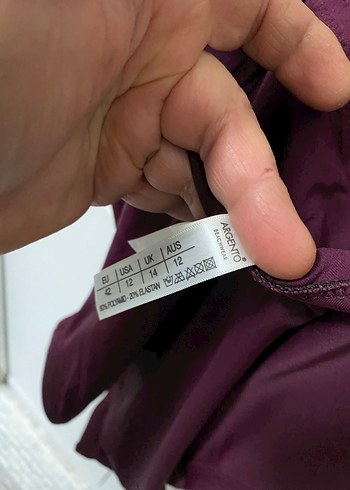 ARGENTO®
BEACHWEAR
EU | USA | UK | AUS
42 | 12 | 14 | 12
80% POLYAMID - 20% ELASTAN